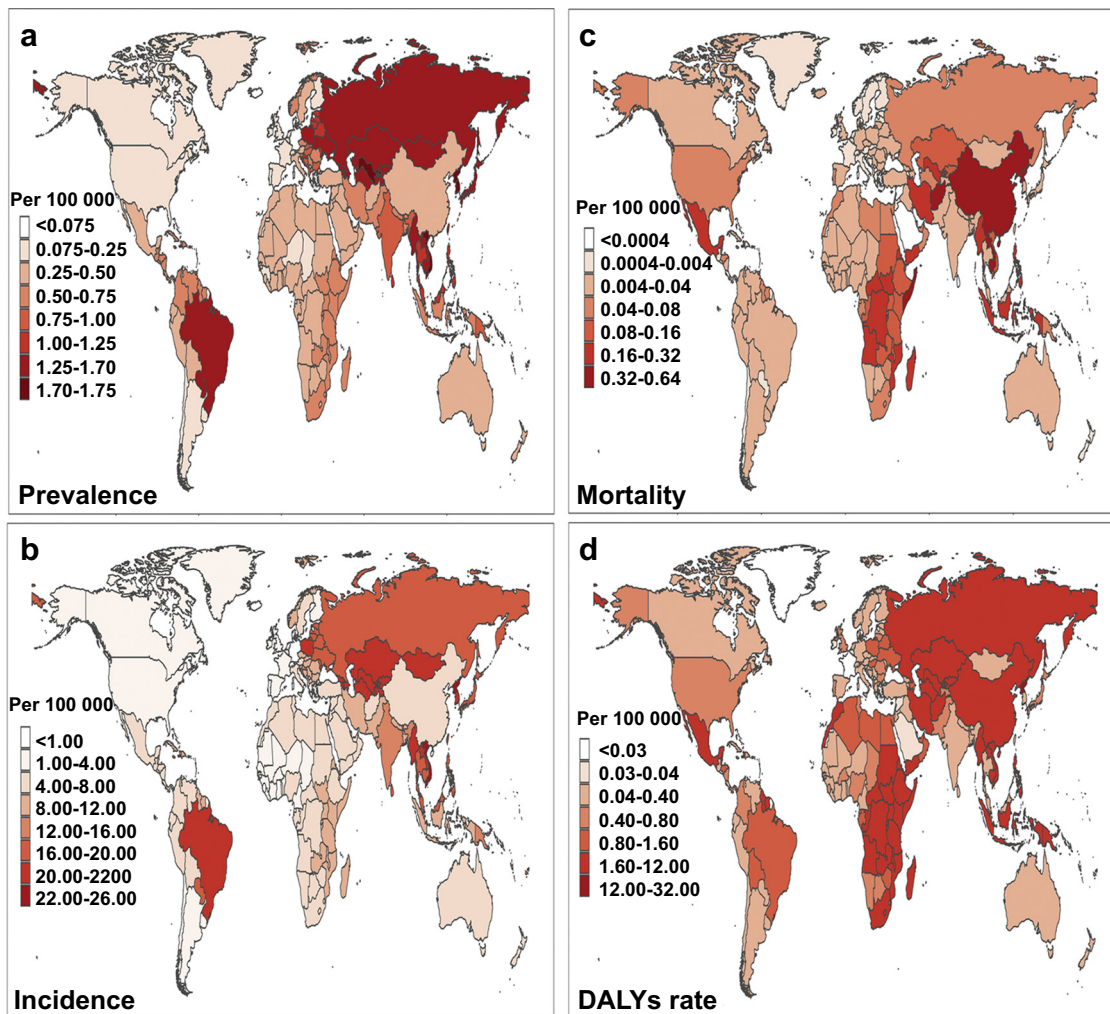 a
Per 100 000
<0.075
0.075-0.25
0.25-0.50
0.50-0.75
0.75-1.00
1.00-1.25
1.25-1.70
1.70-1.75
Prevalence
c
Per 100 000
<0.0004
0.0004-0.004
0.004-0.04
0.04-0.08
0.08-0.16
0.16-0.32
0.32-0.64
Mortality
b
Per 100 000
<1.00
1.00-4.00
4.00-8.00
8.00-12.00
12.00-16.00
16.00-20.00
20.00-2200
22.00-26.00
Incidence
d
Per 100 000
<0.03
0.03-0.04
0.04-0.40
0.40-0.80
0.80-1.60
1.60-12.00
12.00-32.00
DALYs rate